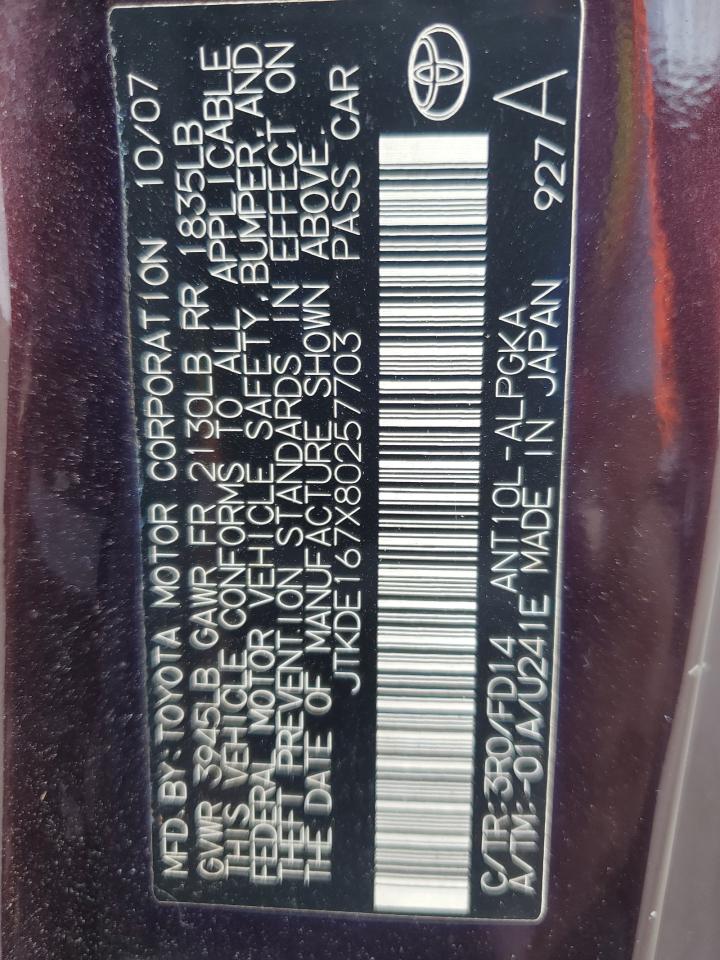 MFD.BY:TOYOTA MOTOR CORPORATION 10/07
GVWR 3945LB GAWR FR 2130LB RR 1835LB
THIS VEHICLE CONFORMS TO ALL APPLICABLE
FEDERAL MOTOR VEHICLE SAFETY,BUMPER,AND
THEFT PREVENTION STANDARDS IN EFFECT ON
THE DATE OF MANUFACTURE SHOWN ABOVE.
JTKDE167X80257703 PASS CAR
C/TR:3R0/FD14 ANT10L-ALPGKA
A/TM:-01A/U241E MADE IN JAPAN 927 A